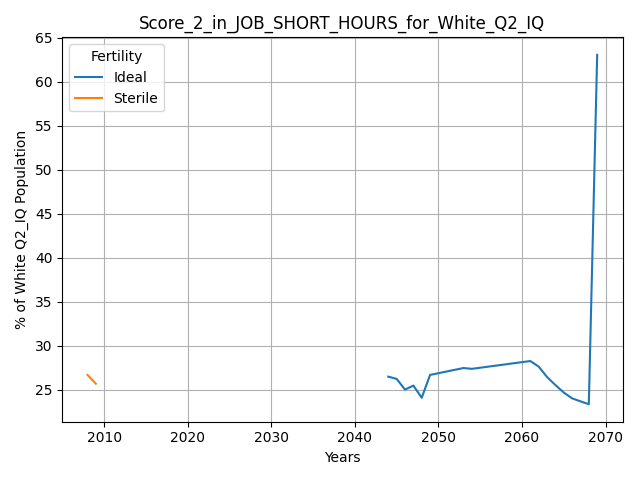 Score_2_in_JOB_SHORT_HOURS_for_White_Q2_IQ
65
60
55
50
45
40
35
30
25
% of White Q2_IQ Population
Fertility
Ideal
Sterile
2010 2020 2030 2040 2050 2060 2070
Years